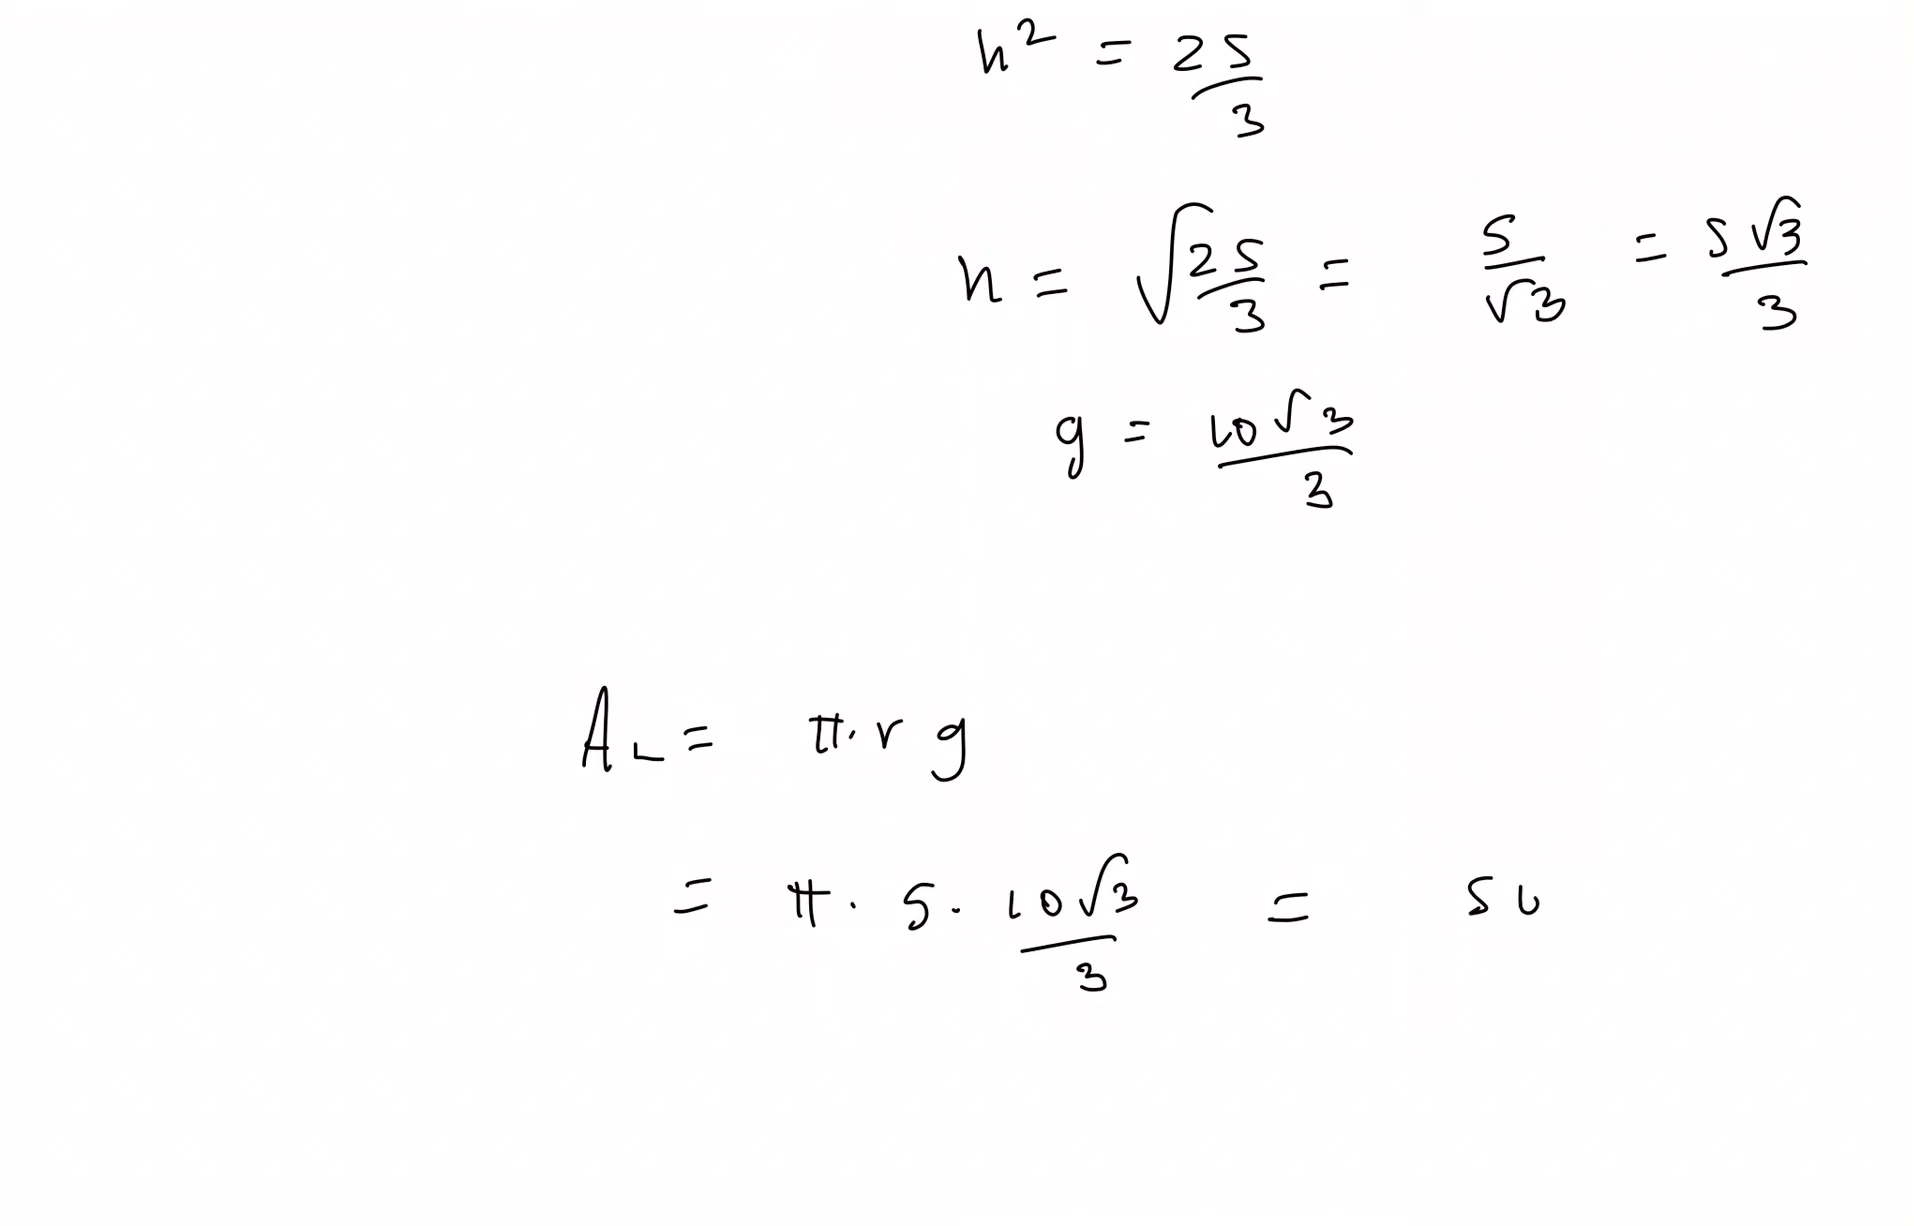 h² = 25/3
h = √(25/3) = 5/√3 = 5√3/3
g = 10√3/3
A_L = π · r g
= π · 5 · 10√3/3 = 50